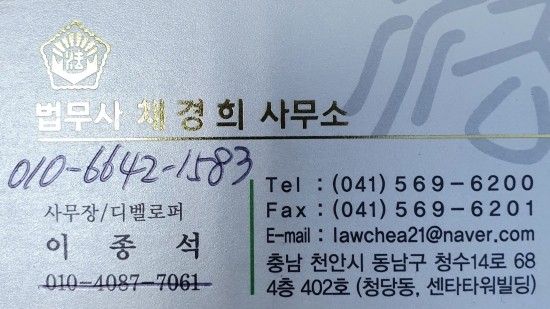 法
법무사 채경희 사무소
010-6642-1583
사무장/디벨로퍼
이 종 석
010-4087-7061
Tel : (041) 569-6200
Fax : (041) 569-6201
E-mail : lawchea21@naver.com
충남 천안시 동남구 청수14로 68
4층 402호 (청당동, 센타타워빌딩)